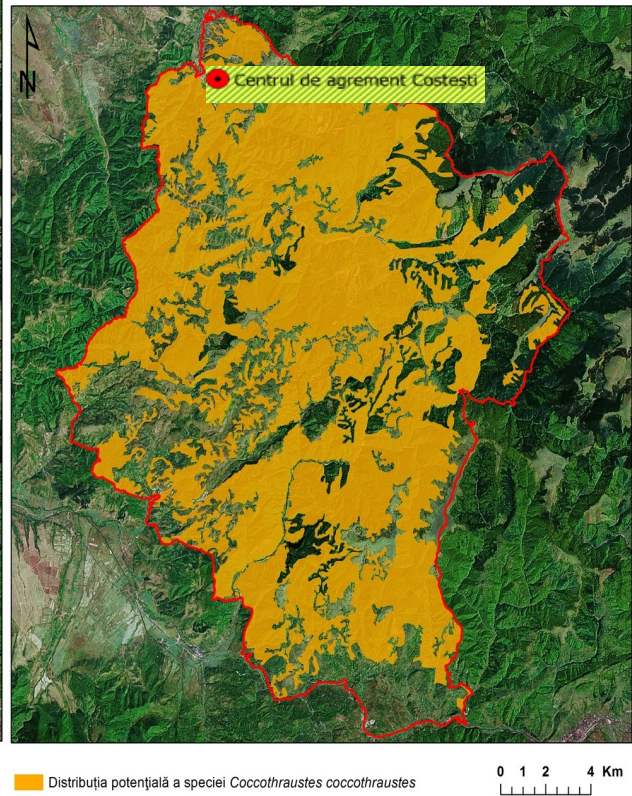 N
Centrul de agrement Costești
Distribuția potențială a speciei Coccothraustes coccothraustes
0 1 2 4 Km